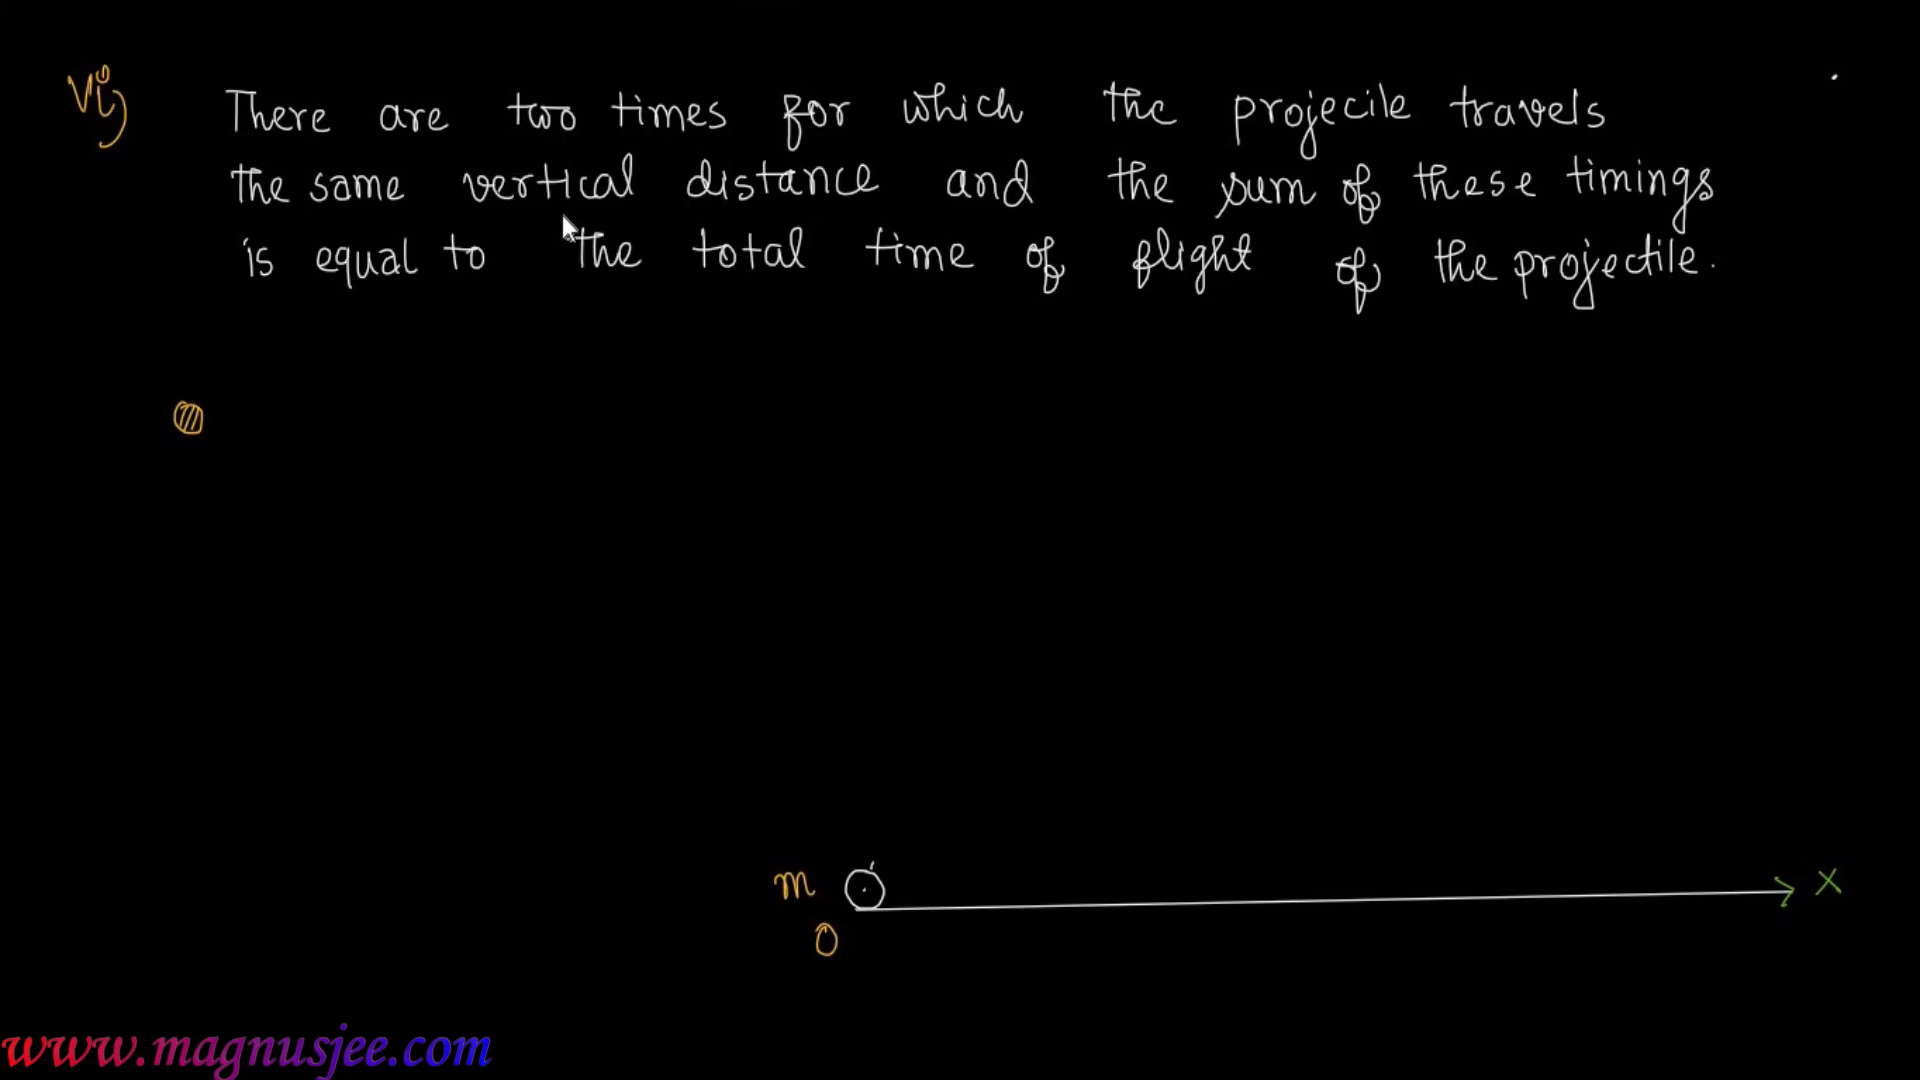 vi)
There are two times for which the projecile travels
the same vertical distance and the sum of these timings
is equal to the total time of flight of the projectile.
m
O
X
www.magnusjee.com